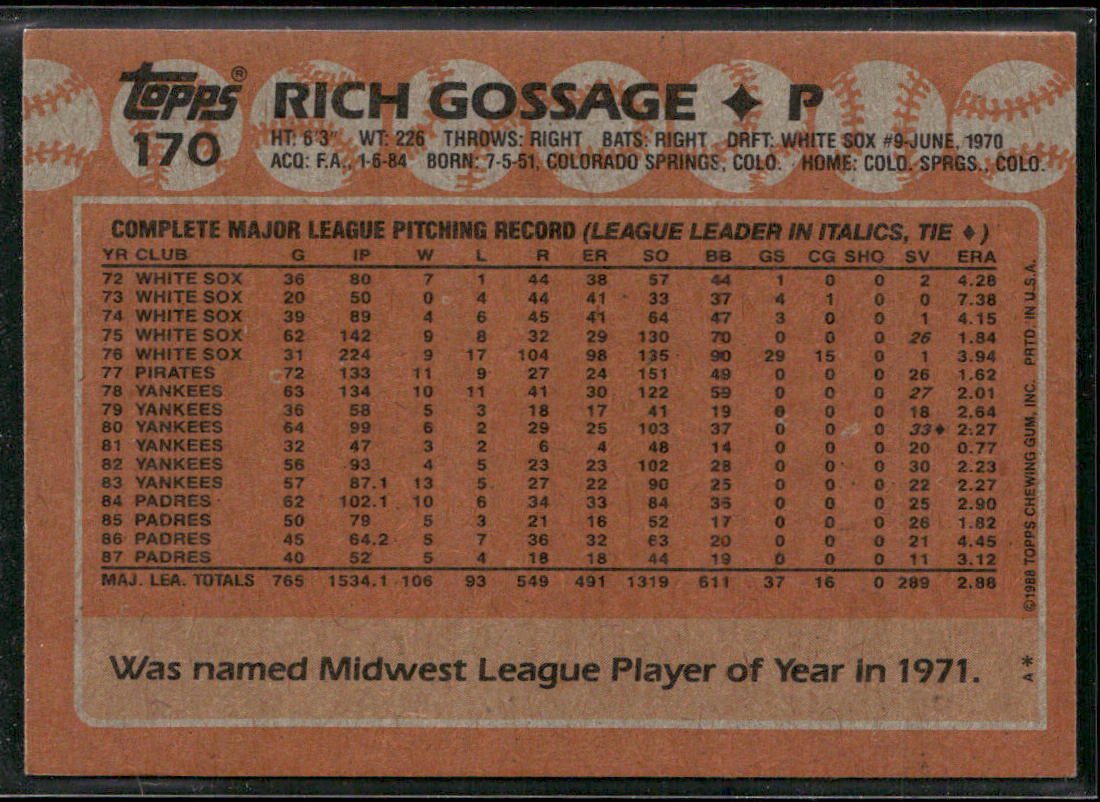 Topps® RICH GOSSAGE ♦ P
170
HT: 6'3" WT: 226 THROWS: RIGHT BATS: RIGHT DRFT: WHITE SOX #9-JUNE, 1970
ACQ: F.A., 1-6-84 BORN: 7-5-51, COLORADO SPRINGS, COLO. HOME: COLO. SPRGS., COLO.
COMPLETE MAJOR LEAGUE PITCHING RECORD (LEAGUE LEADER IN ITALICS, TIE ♦)
YR CLUB G IP W L R ER SO BB GS CG SHO SV ERA
72 WHITE SOX 36 80 7 1 44 38 57 44 1 0 0 2 4.28
73 WHITE SOX 20 50 0 4 44 41 33 37 4 1 0 0 7.38
74 WHITE SOX 39 89 4 6 45 41 64 47 3 0 0 1 4.15
75 WHITE SOX 62 142 9 8 32 29 130 70 0 0 0 26 1.84
76 WHITE SOX 31 224 9 17 104 98 135 90 29 15 0 1 3.94
77 PIRATES 72 133 11 9 27 24 151 49 0 0 0 26 1.62
78 YANKEES 63 134 10 11 41 30 122 59 0 0 0 27 2.01
79 YANKEES 36 58 5 3 18 17 41 19 0 0 0 18 2.64
80 YANKEES 64 99 6 2 29 25 103 37 0 0 0 33♦ 2.27
81 YANKEES 32 47 3 2 6 4 48 14 0 0 0 20 0.77
82 YANKEES 56 93 4 5 23 23 102 28 0 0 0 30 2.23
83 YANKEES 57 87.1 13 5 27 22 90 25 0 0 0 22 2.27
84 PADRES 62 102.1 10 6 34 33 84 36 0 0 0 25 2.90
85 PADRES 50 79 5 3 21 16 52 17 0 0 0 26 1.82
86 PADRES 45 64.2 5 7 36 32 63 20 0 0 0 21 4.45
87 PADRES 40 52 5 4 18 18 44 19 0 0 0 11 3.12
MAJ. LEA. TOTALS 765 1534.1 106 93 549 491 1319 611 37 16 0 289 2.88
©1988 TOPPS CHEWING GUM, INC. PRTD. IN U.S.A.
Was named Midwest League Player of Year in 1971.
A*